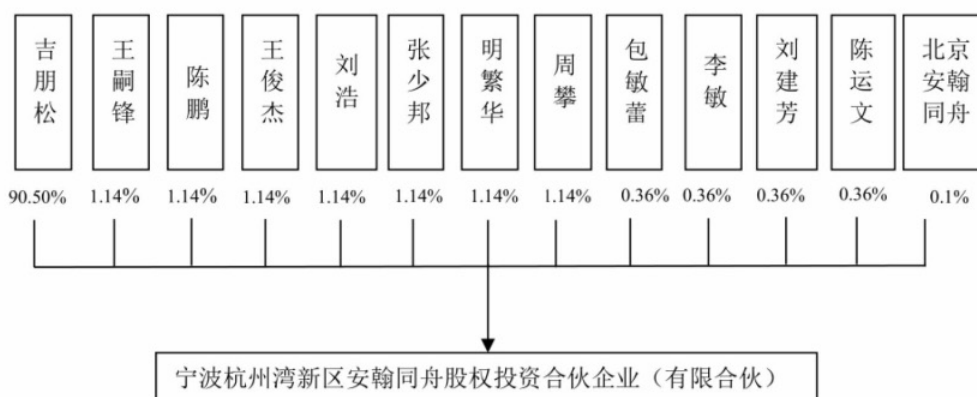 吉朋松
王嗣锋
陈鹏
王俊杰
刘浩
张少邦
明繁华
周攀
包敏蕾
李敏
刘建芳
陈运文
北京
安翰
同舟
90.50% 1.14% 1.14% 1.14% 1.14% 1.14% 1.14% 1.14% 0.36% 0.36% 0.36% 0.36% 0.1%
宁波杭州湾新区安翰同舟股权投资合伙企业（有限合伙）